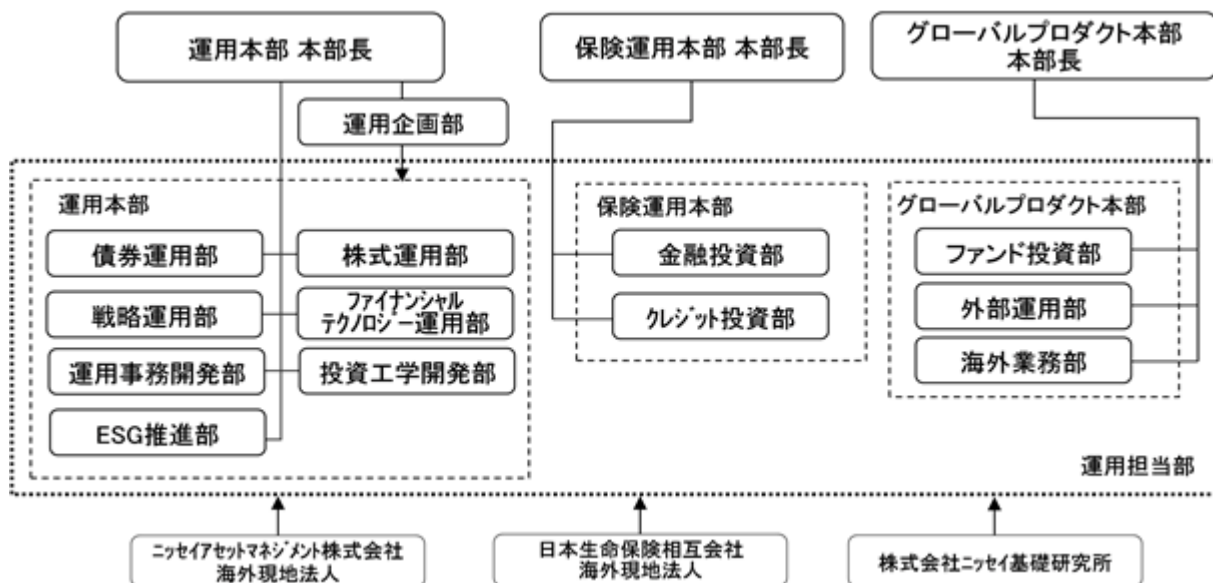 運用本部 本部長
保険運用本部 本部長
グローバルプロダクト本部
本部長
運用企画部
運用本部
債券運用部
株式運用部
戦略運用部
ファイナンシャル
テクノロジー運用部
運用事務開発部
投資工学開発部
ESG推進部
保険運用本部
金融投資部
クレジット投資部
グローバルプロダクト本部
ファンド投資部
外部運用部
海外業務部
運用担当部
ニッセイアセットマネジメント株式会社
海外現地法人
日本生命保険相互会社
海外現地法人
株式会社ニッセイ基礎研究所